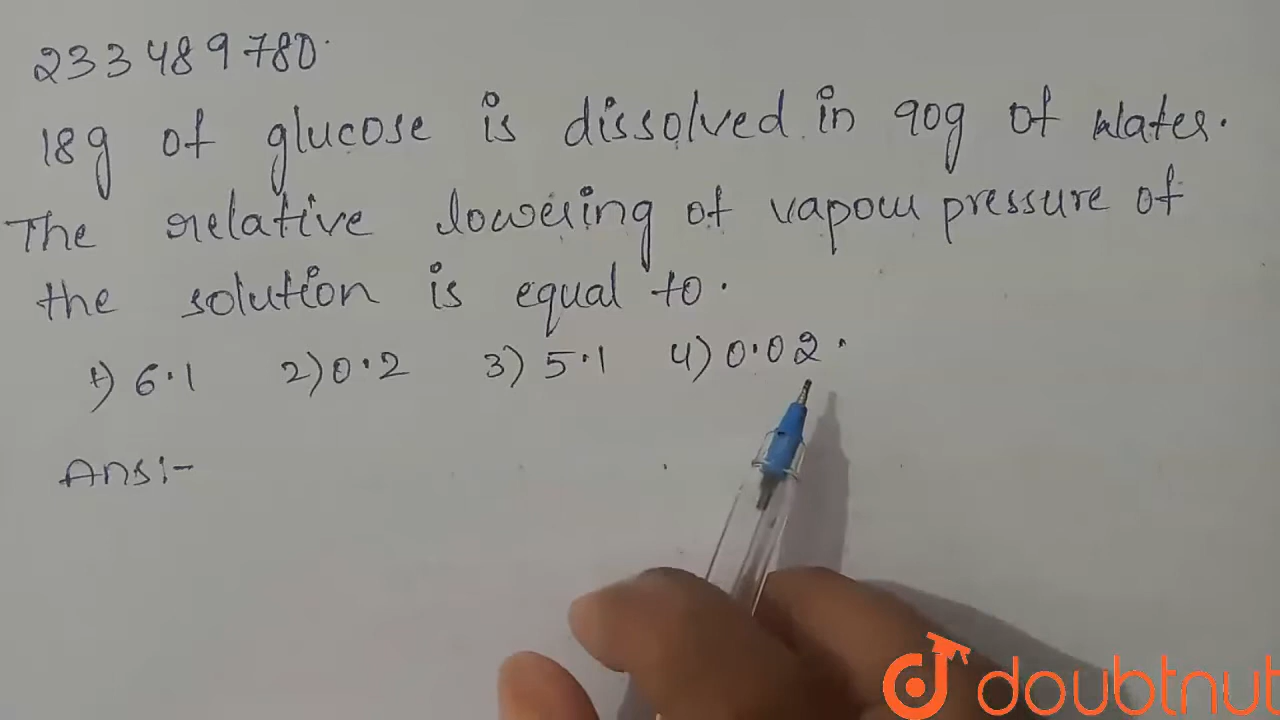 233489780.
18g of glucose is dissolved in 90g of water.
The relative lowering of vapour pressure of
the solution is equal to.
1) 6.1 2) 0.2 3) 5.1 4) 0.02.
Ans:-
doubtnut